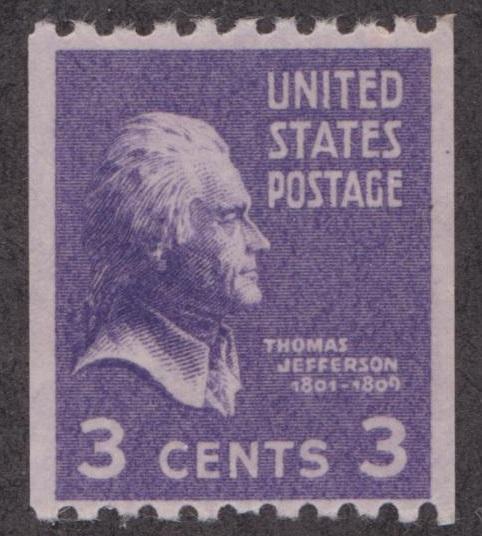 UNITED
STATES
POSTAGE
THOMAS
JEFFERSON
1801-1809
3 CENTS 3